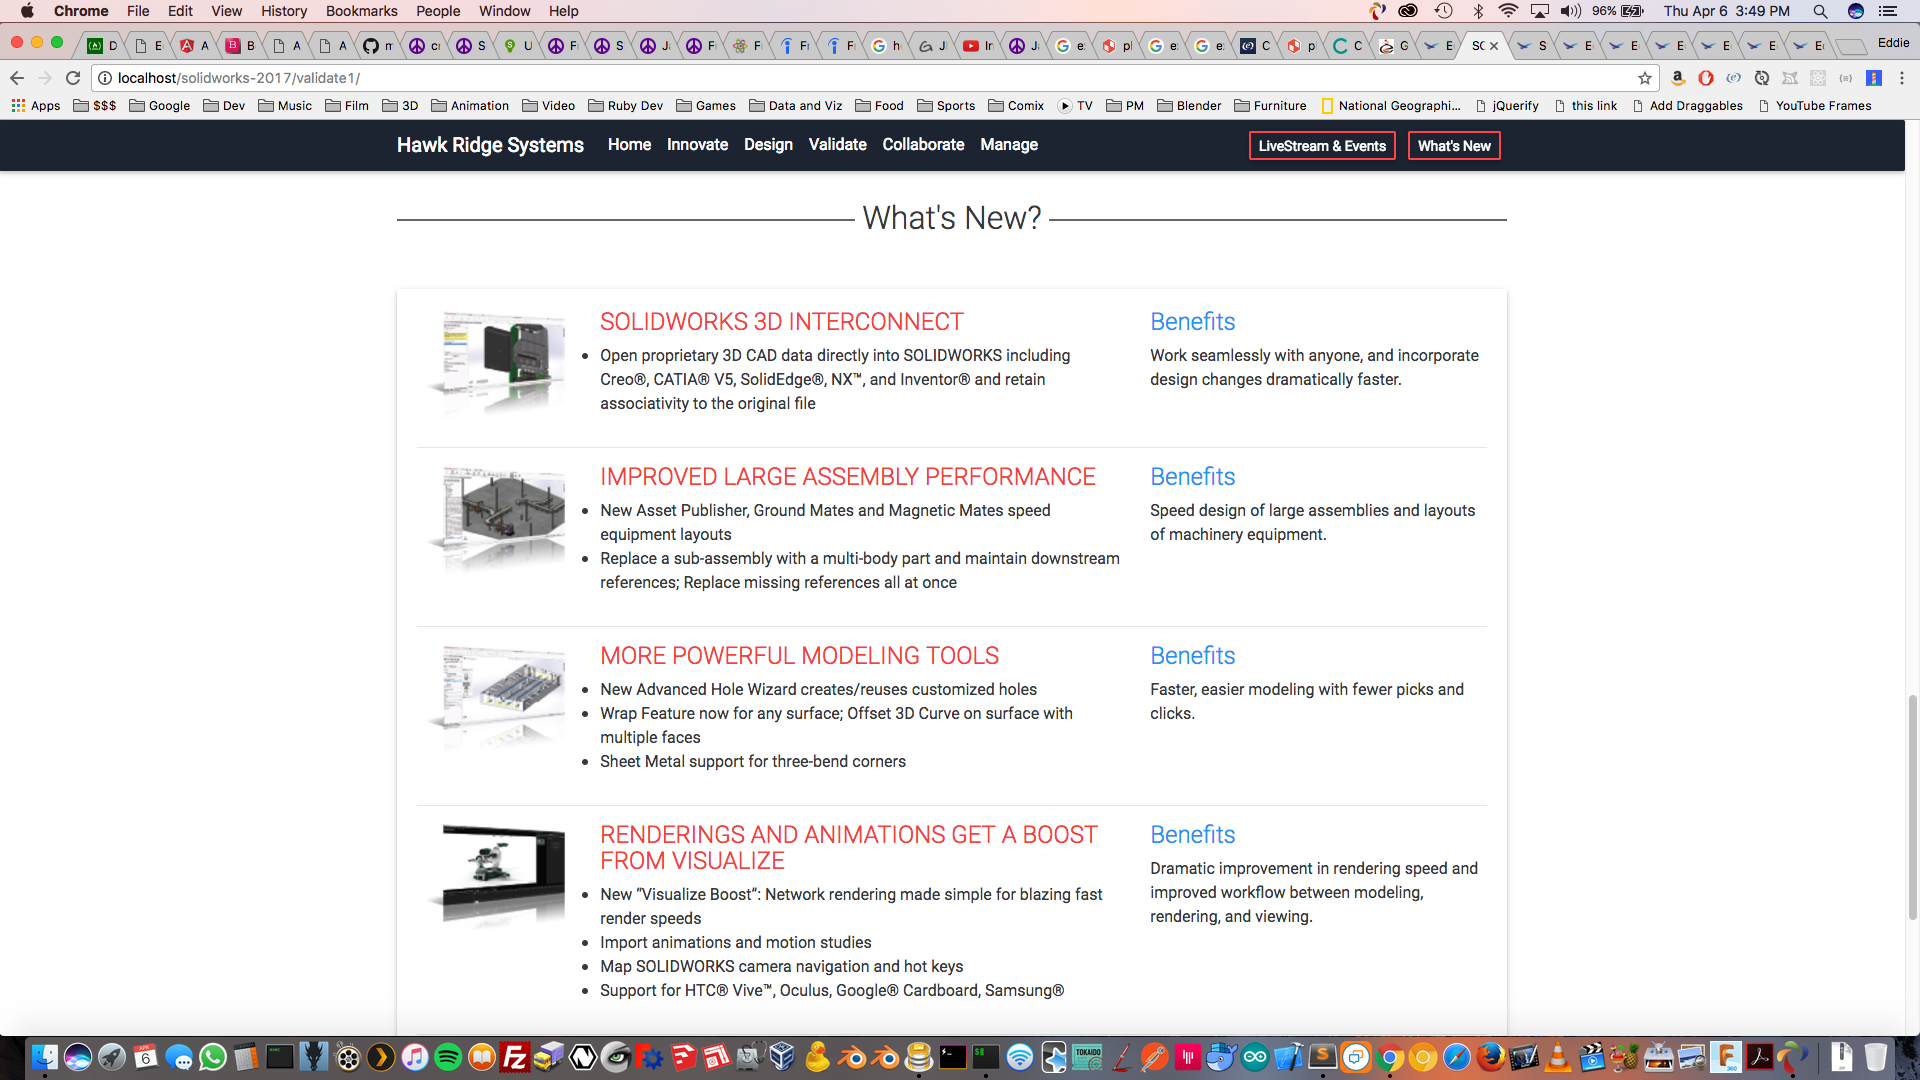 Chrome File Edit View History Bookmarks People Window Help 96% Thu Apr 6 3:49 PM
Eddie
localhost/solidworks-2017/validate1/
Apps $$$ Google Dev Music Film 3D Animation Video Ruby Dev Games Data and Viz Food Sports Comix TV PM Blender Furniture National Geographi... jQuerify this link Add Draggables YouTube Frames
Hawk Ridge Systems Home Innovate Design Validate Collaborate Manage LiveStream & Events What's New
What's New?
SOLIDWORKS 3D INTERCONNECT
• Open proprietary 3D CAD data directly into SOLIDWORKS including
Creo®, CATIA® V5, SolidEdge®, NX™, and Inventor® and retain
associativity to the original file
Benefits
Work seamlessly with anyone, and incorporate
design changes dramatically faster.
IMPROVED LARGE ASSEMBLY PERFORMANCE
• New Asset Publisher, Ground Mates and Magnetic Mates speed
equipment layouts
• Replace a sub-assembly with a multi-body part and maintain downstream
references; Replace missing references all at once
Benefits
Speed design of large assemblies and layouts
of machinery equipment.
MORE POWERFUL MODELING TOOLS
• New Advanced Hole Wizard creates/reuses customized holes
• Wrap Feature now for any surface; Offset 3D Curve on surface with
multiple faces
• Sheet Metal support for three-bend corners
Benefits
Faster, easier modeling with fewer picks and
clicks.
RENDERINGS AND ANIMATIONS GET A BOOST
FROM VISUALIZE
• New “Visualize Boost”: Network rendering made simple for blazing fast
render speeds
• Import animations and motion studies
• Map SOLIDWORKS camera navigation and hot keys
• Support for HTC® Vive™, Oculus, Google® Cardboard, Samsung®
Benefits
Dramatic improvement in rendering speed and
improved workflow between modeling,
rendering, and viewing.
APR
6
TOKAIDO